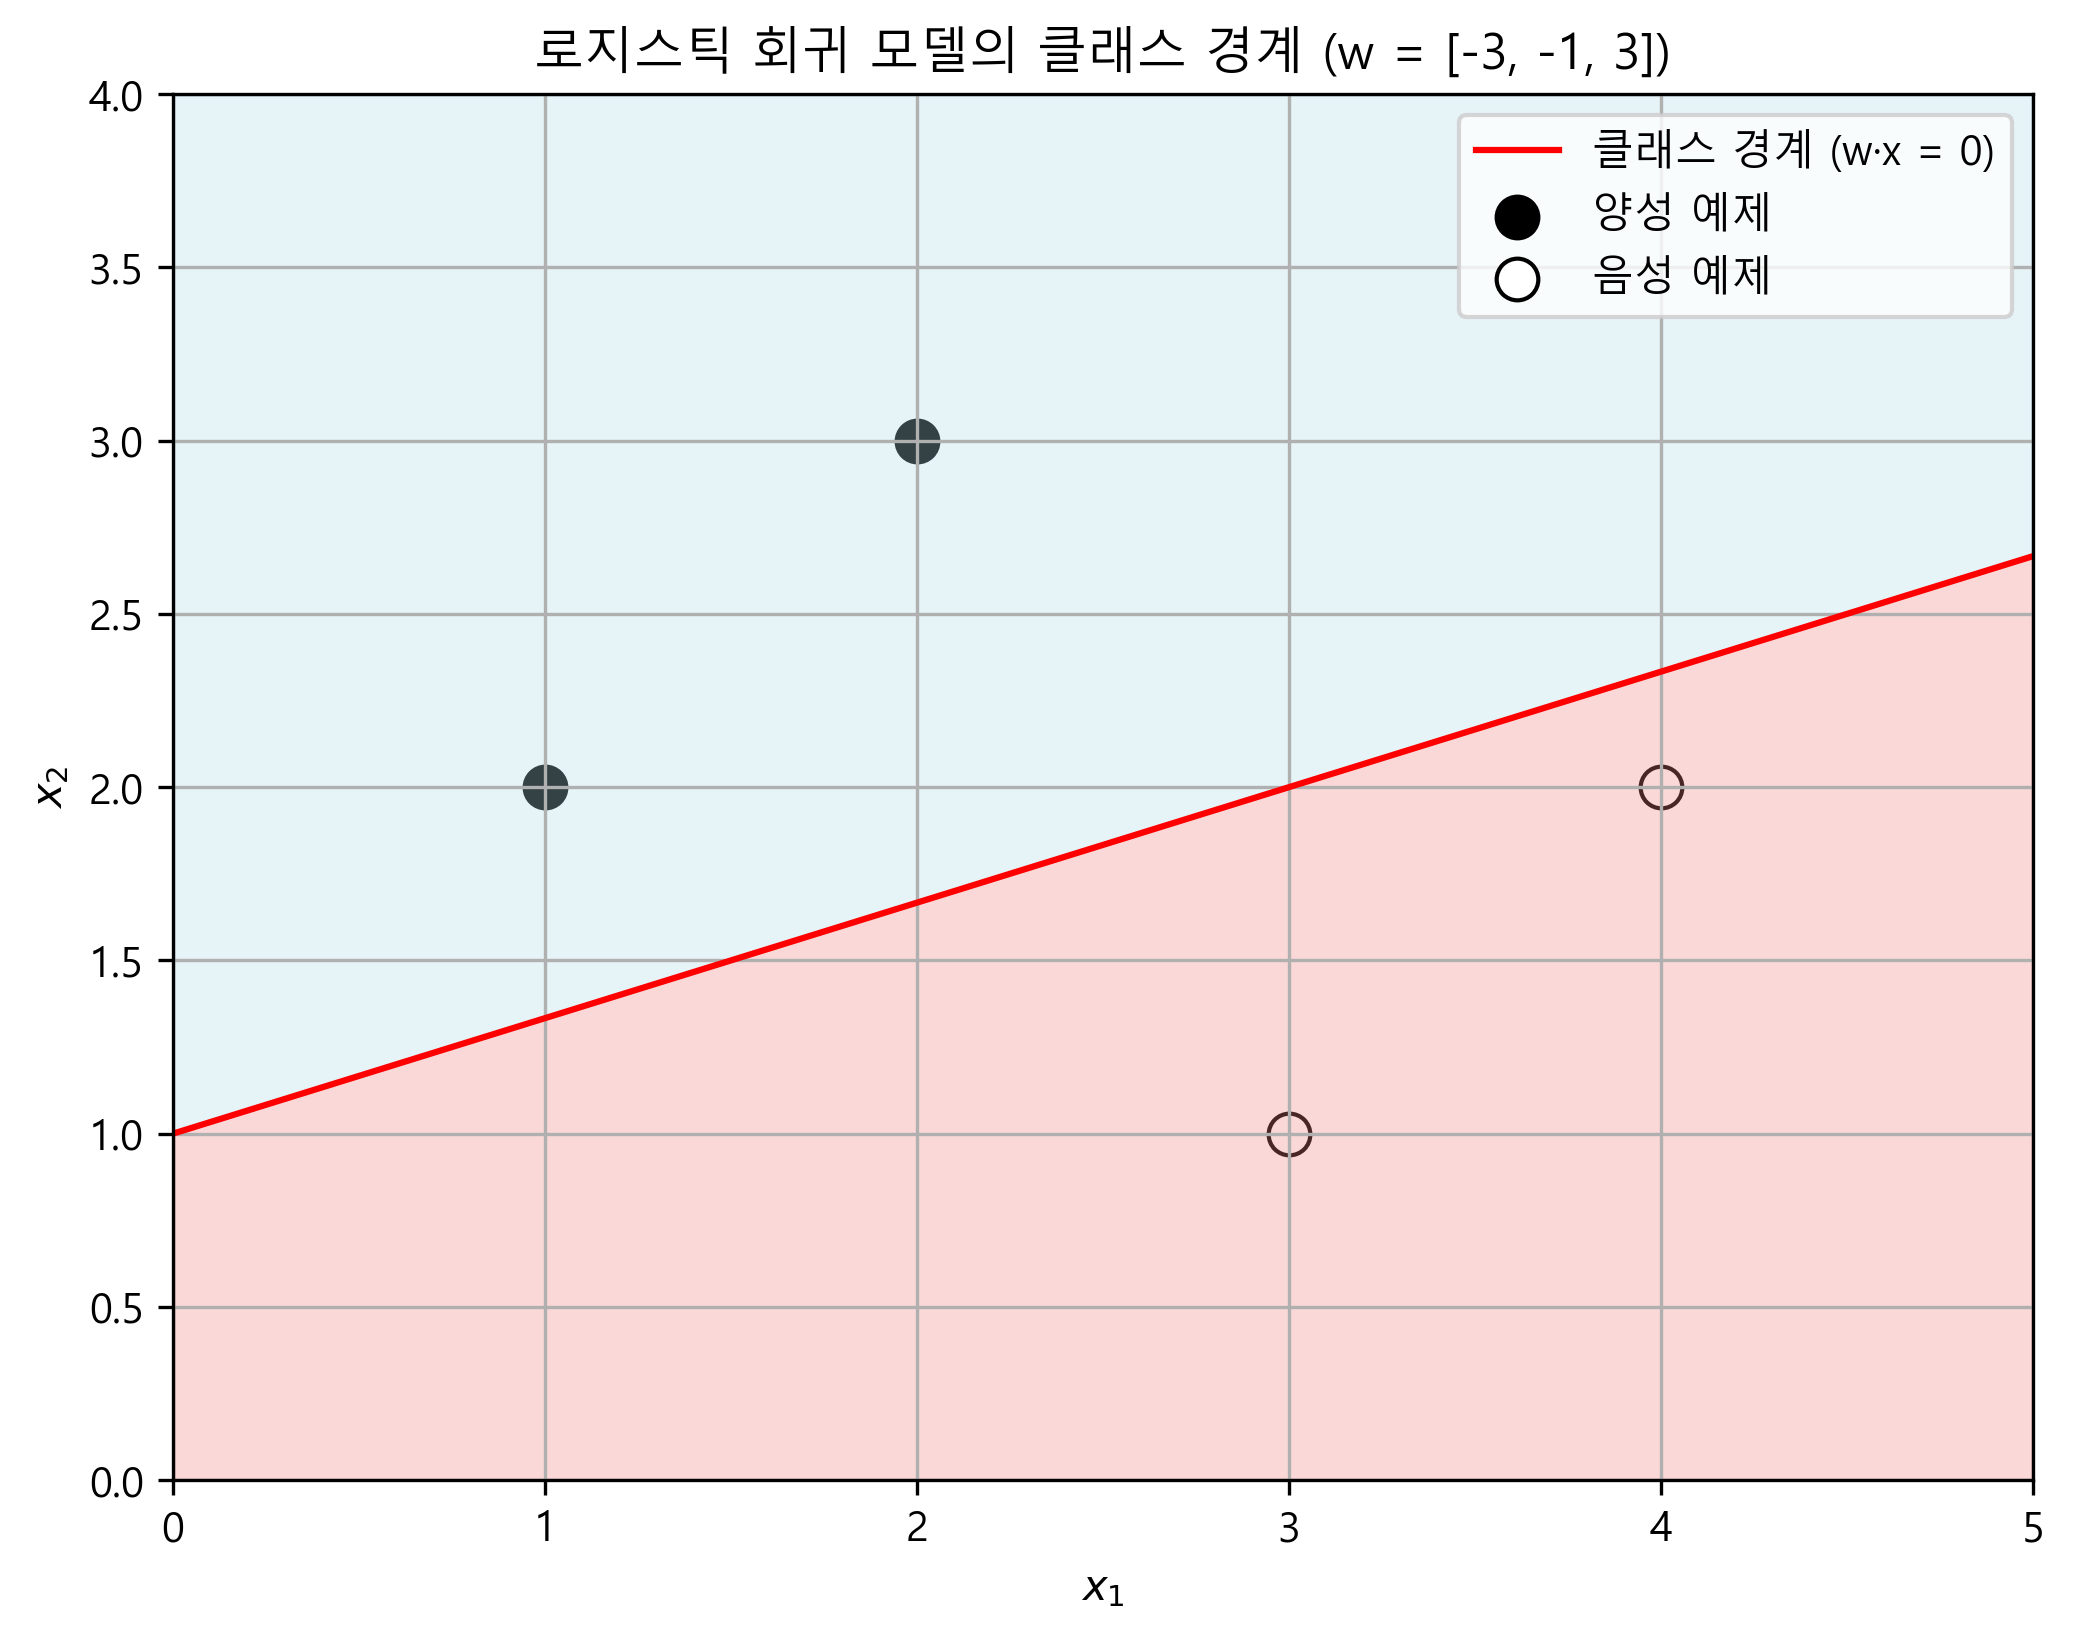 로지스틱 회귀 모델의 클래스 경계 (w = [-3, -1, 3])
클래스 경계 (w·x = 0)
양성 예제
음성 예제
4.0
3.5
3.0
2.5
2.0
1.5
1.0
0.5
0.0
x₂
0 1 2 3 4 5
x₁